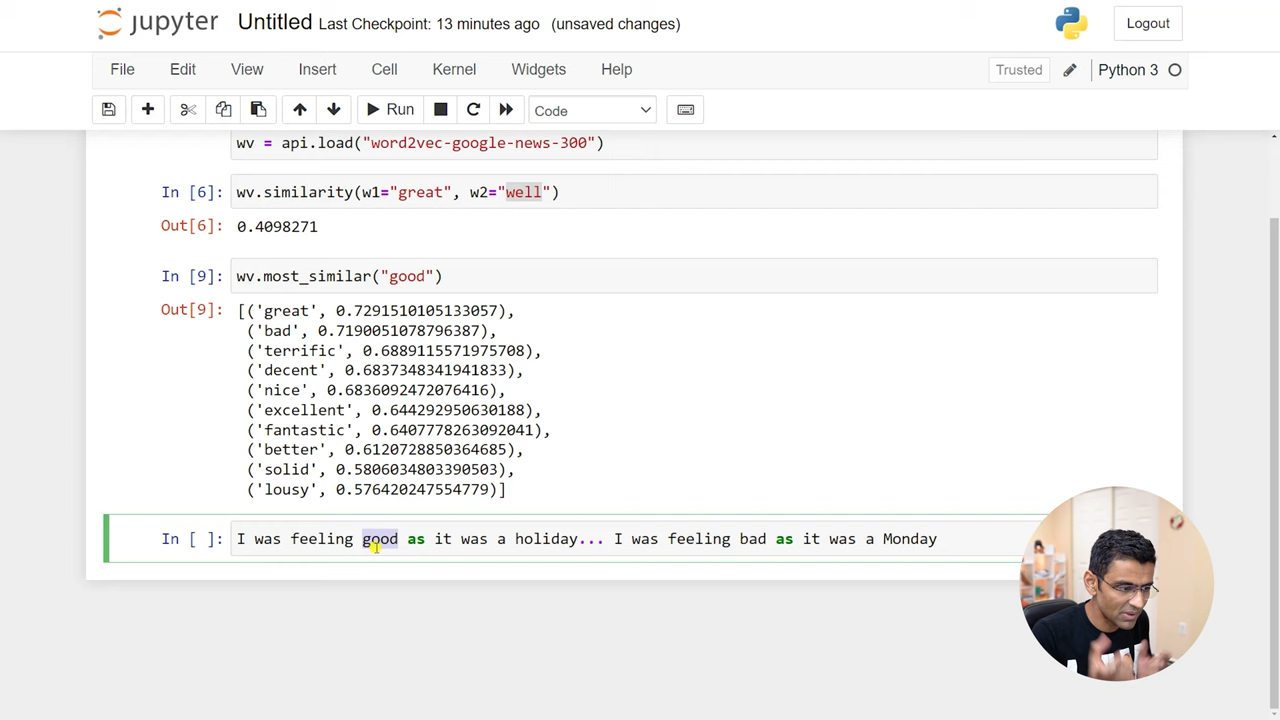 jupyter Untitled Last Checkpoint: 13 minutes ago (unsaved changes) Logout
File Edit View Insert Cell Kernel Widgets Help Trusted Python 3
Run Code
wv = api.load("word2vec-google-news-300")
In [6]: wv.similarity(w1="great", w2="well")
Out[6]: 0.4098271
In [9]: wv.most_similar("good")
Out[9]: [('great', 0.7291510105133057),
('bad', 0.7190051078796387),
('terrific', 0.6889115571975708),
('decent', 0.6837348341941833),
('nice', 0.6836092472076416),
('excellent', 0.644292950630188),
('fantastic', 0.6407778263092041),
('better', 0.6120728850364685),
('solid', 0.5806034803390503),
('lousy', 0.576420247554779)]
In [ ]: I was feeling good as it was a holiday... I was feeling bad as it was a Monday